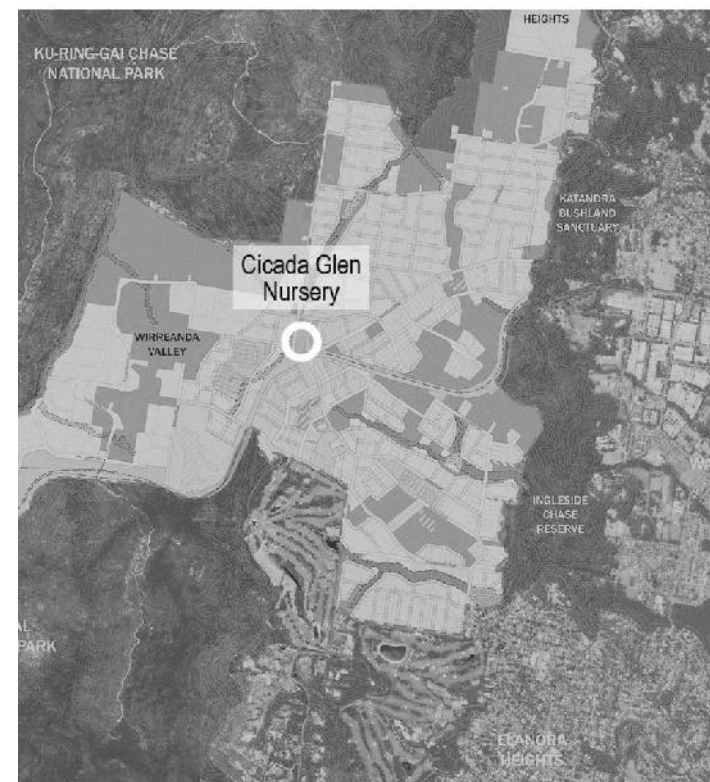 HEIGHTS
KU-RING-GAI CHASE
NATIONAL PARK
KATANDRA
BUSHLAND
SANCTUARY
Cicada Glen
Nursery
WIRREANDA
VALLEY
INGLESIDE
CHASE
RESERVE
PARK
ELANORA
HEIGHTS